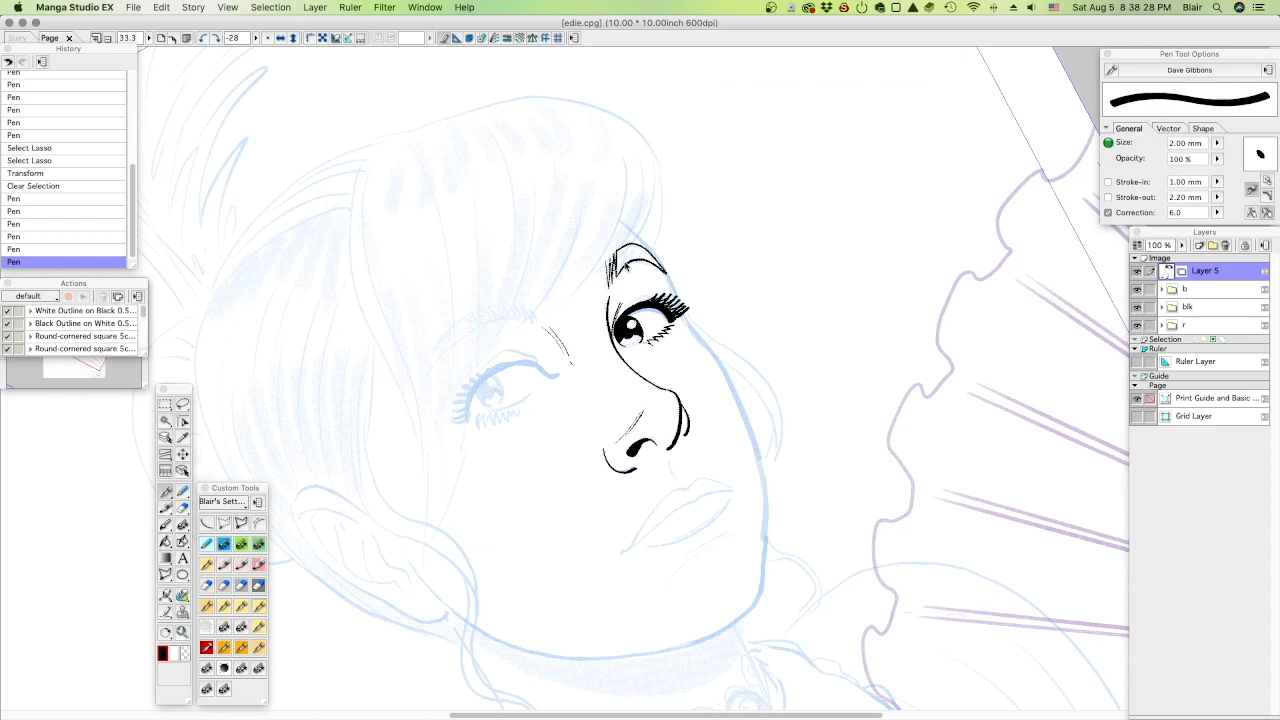 Manga Studio EX File Edit Story View Selection Layer Ruler Filter Window Help Sat Aug 5 8:38:28 PM Blair
[edie.cpg] (10.00 * 10.00inch 600dpi)
Story Page 33.3 -28
History
Pen
Pen
Pen
Pen
Pen
Pen
Select Lasso
Select Lasso
Transform
Clear Selection
Pen
Pen
Pen
Pen
Pen
Pen
Actions
default
White Outline on Black 0.5...
Black Outline on White 0.5...
Round-cornered square Sc...
Round-cornered square Sc...
Custom Tools
Blair's Sett...
Pen Tool Options
Dave Gibbons
General Vector Shape
Size: 2.00 mm
Opacity: 100 %
Stroke-in: 1.00 mm
Stroke-out: 2.20 mm
Correction: 6.0
Layers
100 %
Image
Layer 5
b
blk
r
Selection
Ruler
Ruler Layer
Guide
Page
Print Guide and Basic ...
Grid Layer